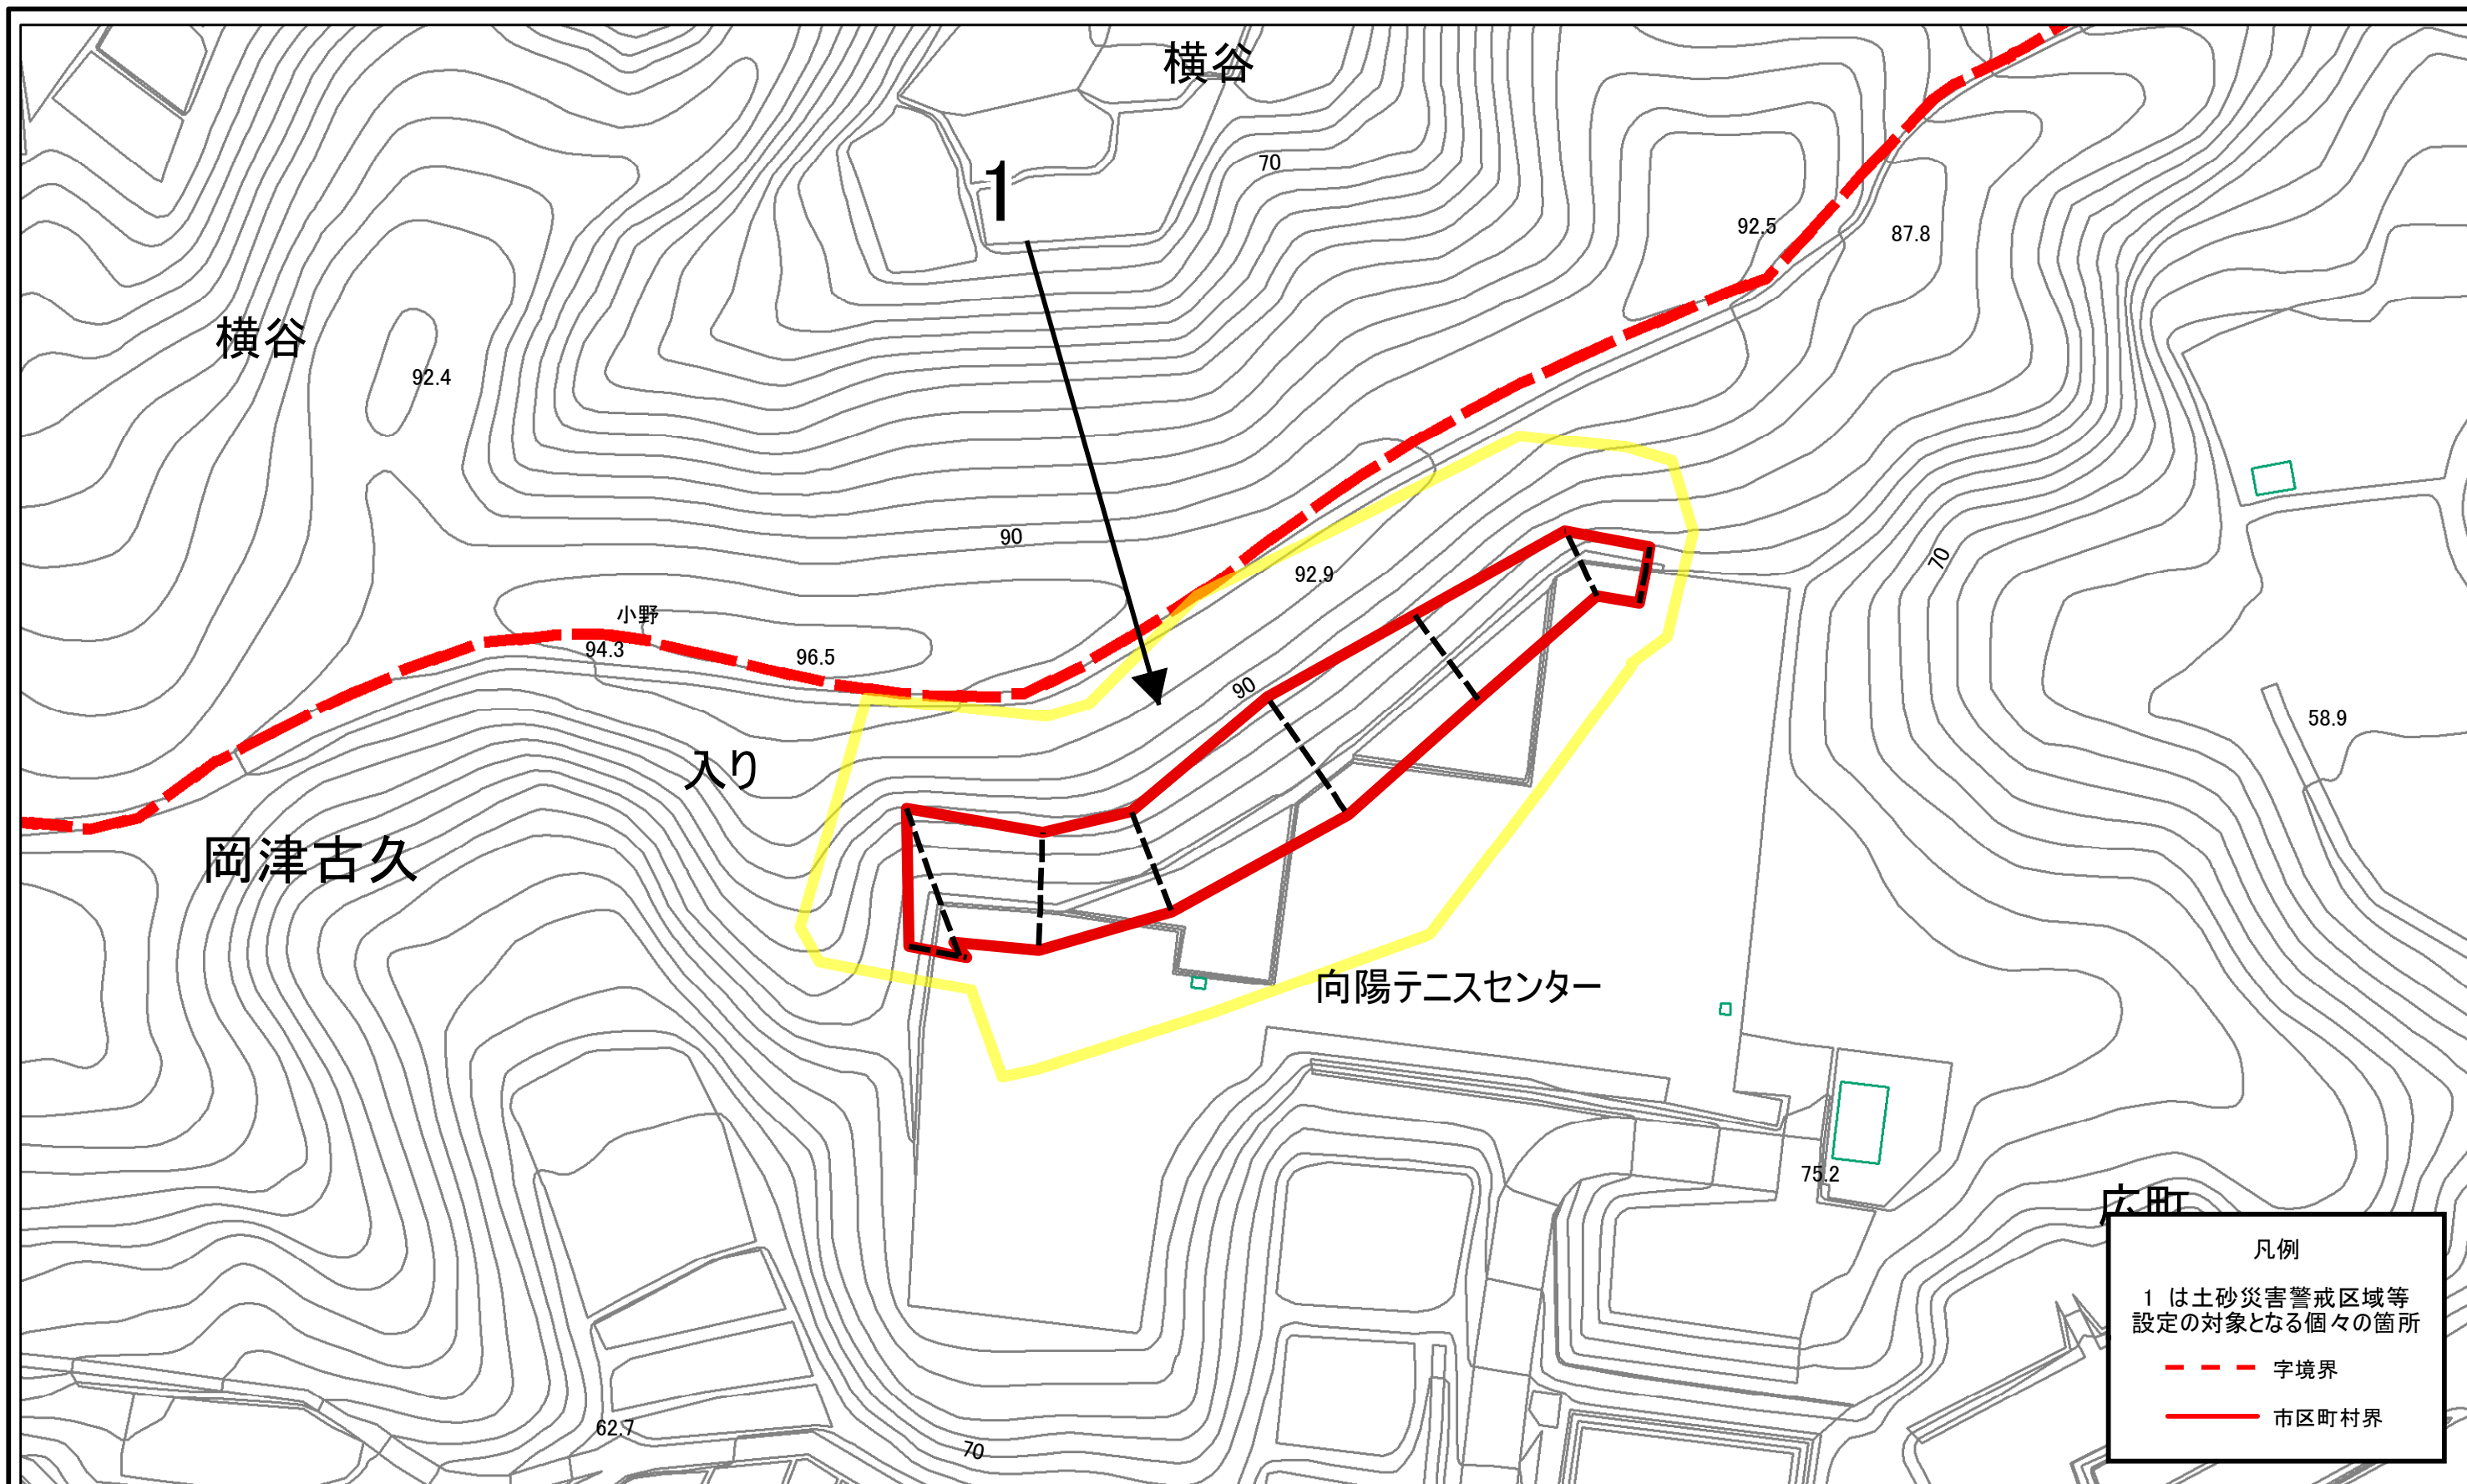 横谷
1
70
92.5
87.8
横谷
92.4
90
70
92.9
小野
94.3
96.5
90
58.9
入り
岡津古久
向陽テニスセンター
75.2
広町
凡例
1 は土砂災害警戒区域等
設定の対象となる個々の箇所
字境界
市区町村界
62.7
70